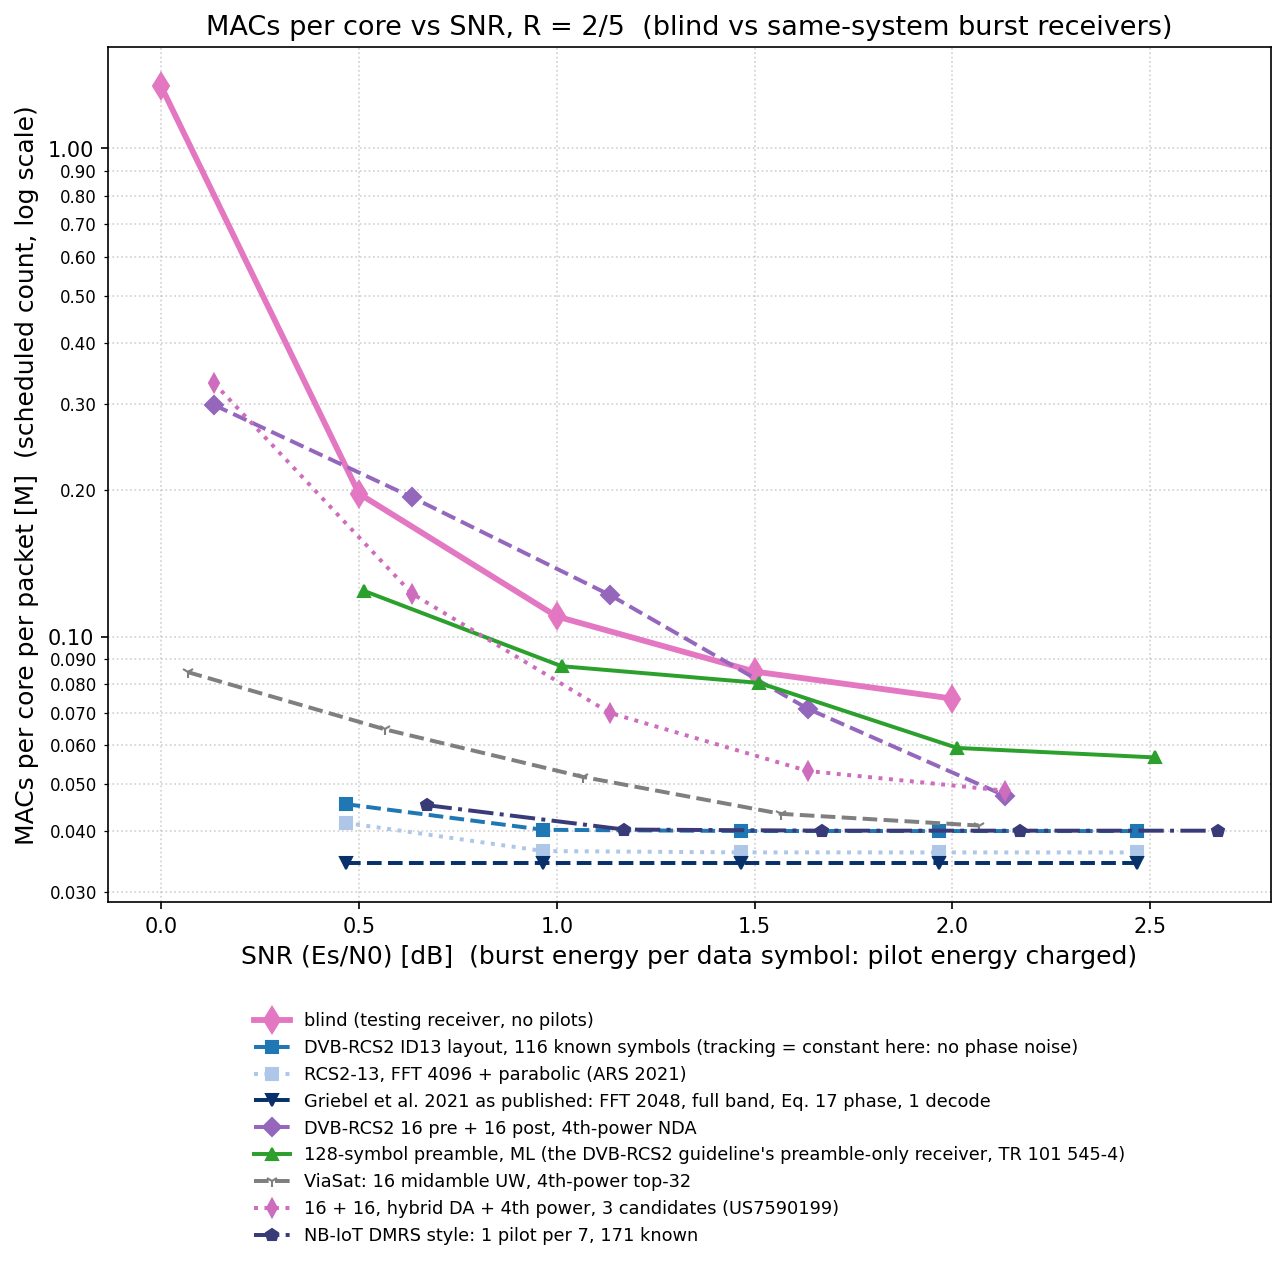 MACs per core vs SNR, R = 2/5  (blind vs same-system burst receivers)
MACs per core per packet [M]  (scheduled count, log scale)
1.00
0.90
0.80
0.70
0.60
0.50
0.40
0.30
0.20
0.10
0.090
0.080
0.070
0.060
0.050
0.040
0.030
0.0 0.5 1.0 1.5 2.0 2.5
SNR (Es/N0) [dB]  (burst energy per data symbol: pilot energy charged)
blind (testing receiver, no pilots)
DVB-RCS2 ID13 layout, 116 known symbols (tracking = constant here: no phase noise)
RCS2-13, FFT 4096 + parabolic (ARS 2021)
Griebel et al. 2021 as published: FFT 2048, full band, Eq. 17 phase, 1 decode
DVB-RCS2 16 pre + 16 post, 4th-power NDA
128-symbol preamble, ML (the DVB-RCS2 guideline's preamble-only receiver, TR 101 545-4)
ViaSat: 16 midamble UW, 4th-power top-32
16 + 16, hybrid DA + 4th power, 3 candidates (US7590199)
NB-IoT DMRS style: 1 pilot per 7, 171 known